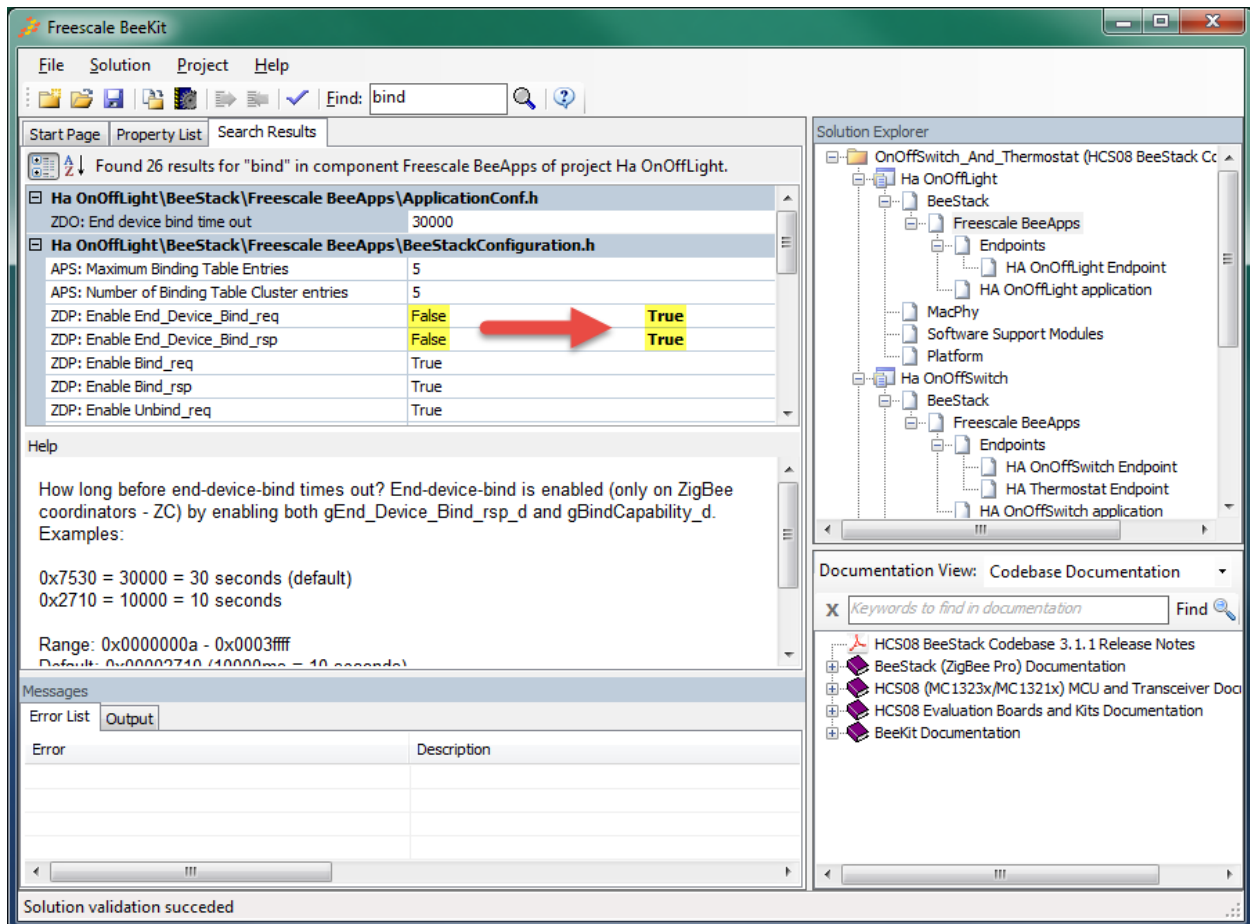 Freescale BeeKit
File Solution Project Help
Find: bind
Start Page Property List Search Results
Found 26 results for "bind" in component Freescale BeeApps of project Ha OnOffLight.
Ha OnOffLight\BeeStack\Freescale BeeApps\ApplicationConf.h
ZDO: End device bind time out 30000
Ha OnOffLight\BeeStack\Freescale BeeApps\BeeStackConfiguration.h
APS: Maximum Binding Table Entries 5
APS: Number of Binding Table Cluster entries 5
ZDP: Enable End_Device_Bind_req False True
ZDP: Enable End_Device_Bind_rsp False True
ZDP: Enable Bind_req True
ZDP: Enable Bind_rsp True
ZDP: Enable Unbind_req True
Help
How long before end-device-bind times out? End-device-bind is enabled (only on ZigBee
coordinators - ZC) by enabling both gEnd_Device_Bind_rsp_d and gBindCapability_d.
Examples:
0x7530 = 30000 = 30 seconds (default)
0x2710 = 10000 = 10 seconds
Range: 0x0000000a - 0x0003ffff
Default: 0x00002710 (10000ms = 10 seconds)
Messages
Error List Output
Error Description
Solution validation succeded
Solution Explorer
OnOffSwitch_And_Thermostat (HCS08 BeeStack Cc
Ha OnOffLight
BeeStack
Freescale BeeApps
Endpoints
HA OnOffLight Endpoint
HA OnOffLight application
MacPhy
Software Support Modules
Platform
Ha OnOffSwitch
BeeStack
Freescale BeeApps
Endpoints
HA OnOffSwitch Endpoint
HA Thermostat Endpoint
HA OnOffSwitch application
Documentation View: Codebase Documentation
X Keywords to find in documentation Find
HCS08 BeeStack Codebase 3.1.1 Release Notes
BeeStack (ZigBee Pro) Documentation
HCS08 (MC1323x/MC1321x) MCU and Transceiver Docu
HCS08 Evaluation Boards and Kits Documentation
BeeKit Documentation